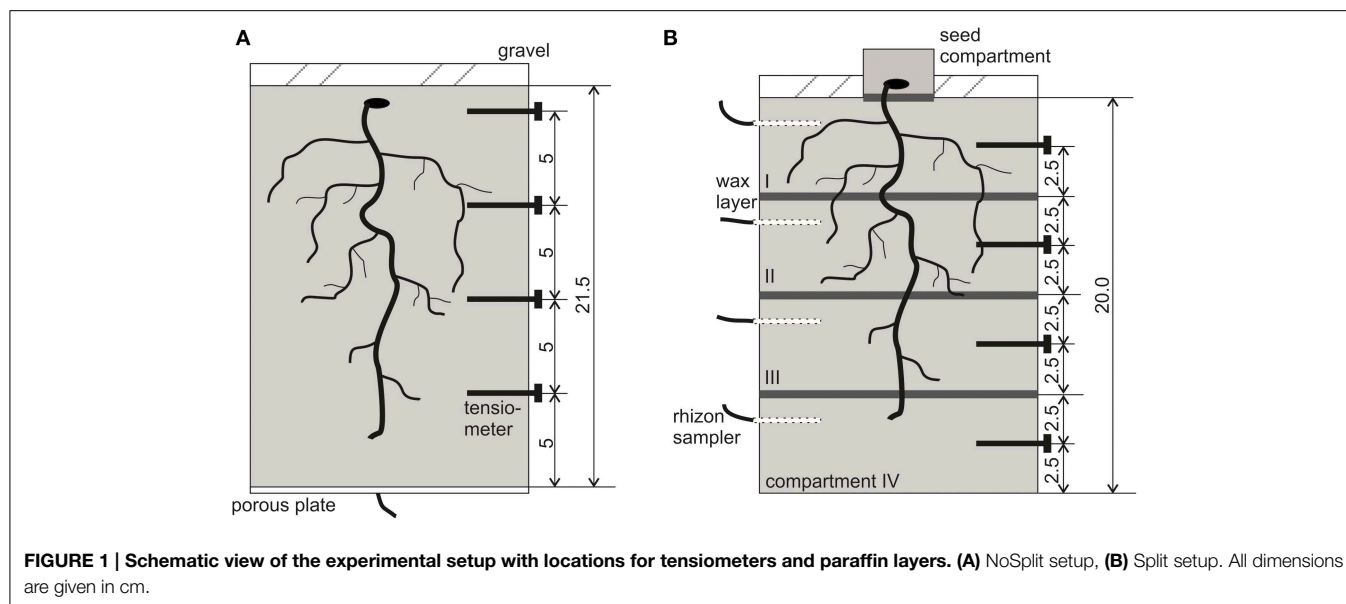 A
gravel
5
5
5
5
21.5
tensio-
meter
porous plate
B
seed
compartment
wax
layer
I
II
III
rhizon
sampler
compartment IV
2.5
2.5
2.5
2.5
2.5
2.5
2.5
20.0
FIGURE 1 | Schematic view of the experimental setup with locations for tensiometers and paraffin layers. (A) NoSplit setup, (B) Split setup. All dimensions
are given in cm.